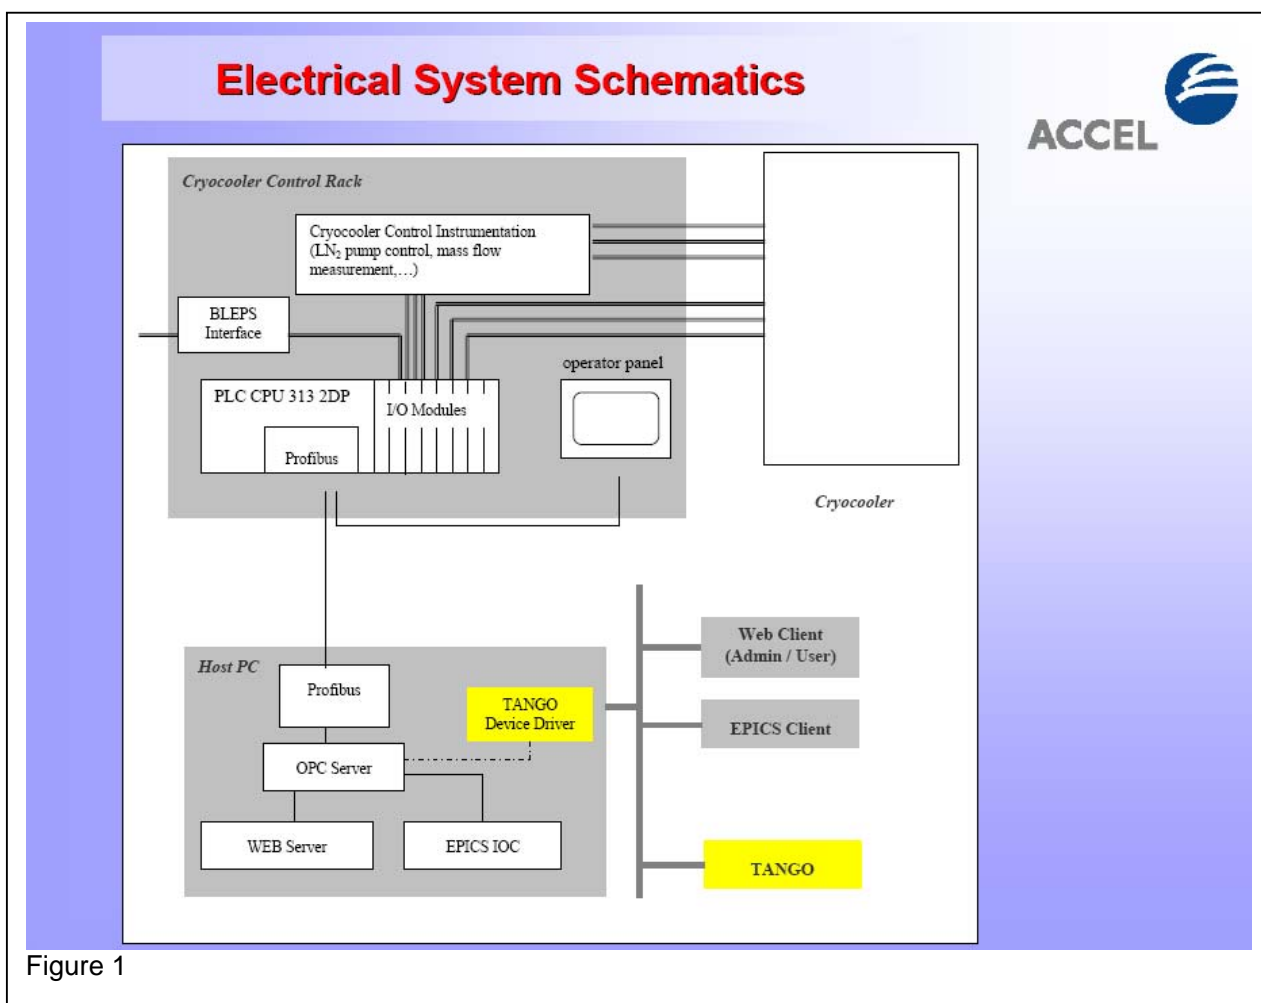 Electrical System Schematics
ACCEL
Cryocooler Control Rack
Cryocooler Control Instrumentation
(LN₂ pump control, mass flow
measurement,…)
BLEPS
Interface
operator panel
PLC CPU 313 2DP
I/O Modules
Profibus
Cryocooler
Host PC
Profibus
TANGO
Device Driver
OPC Server
WEB Server
EPICS IOC
Web Client
(Admin / User)
EPICS Client
TANGO
Figure 1